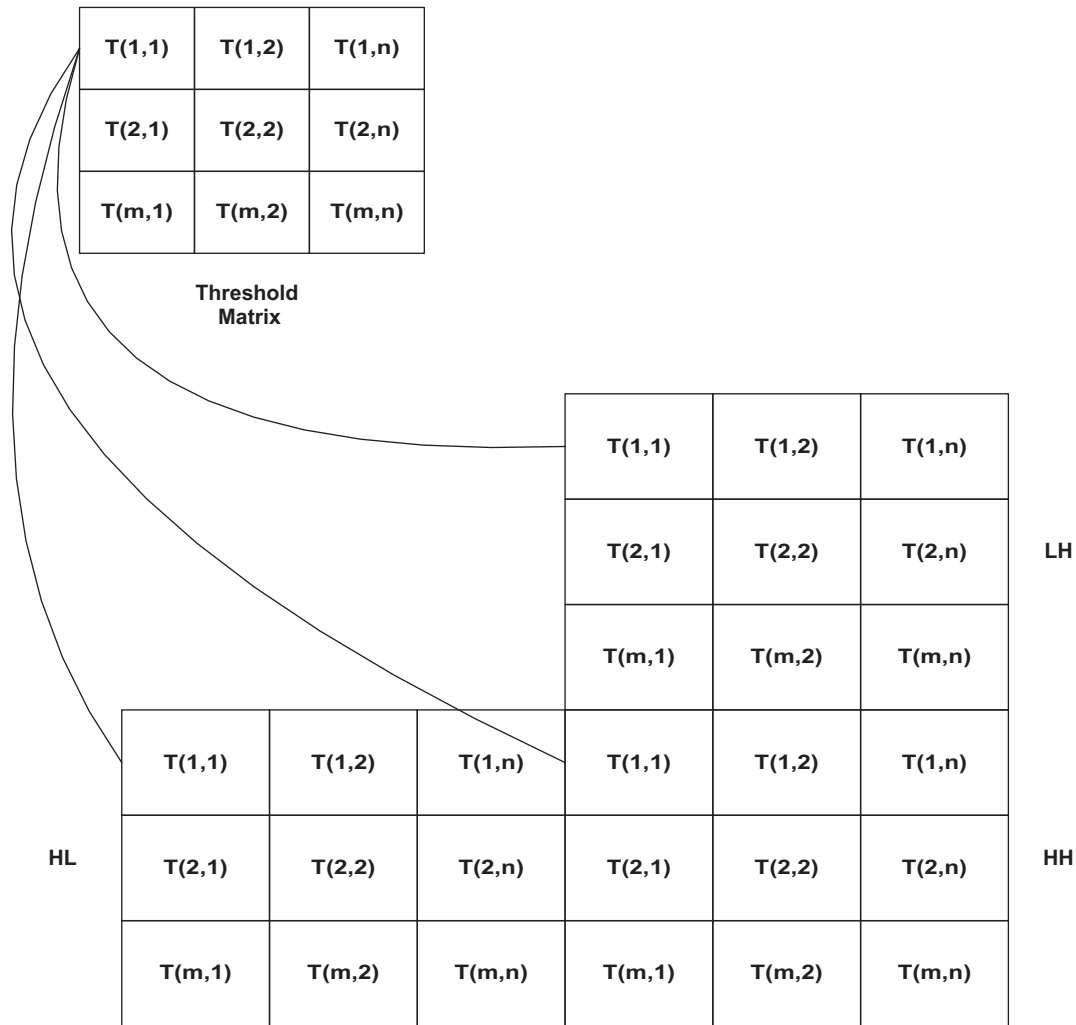 T(1,1) T(1,2) T(1,n)
T(2,1) T(2,2) T(2,n)
T(m,1) T(m,2) T(m,n)
Threshold
Matrix
T(1,1) T(1,2) T(1,n)
T(2,1) T(2,2) T(2,n) LH
T(m,1) T(m,2) T(m,n)
T(1,1) T(1,2) T(1,n) T(1,1) T(1,2) T(1,n)
HL T(2,1) T(2,2) T(2,n) T(2,1) T(2,2) T(2,n) HH
T(m,1) T(m,2) T(m,n) T(m,1) T(m,2) T(m,n)